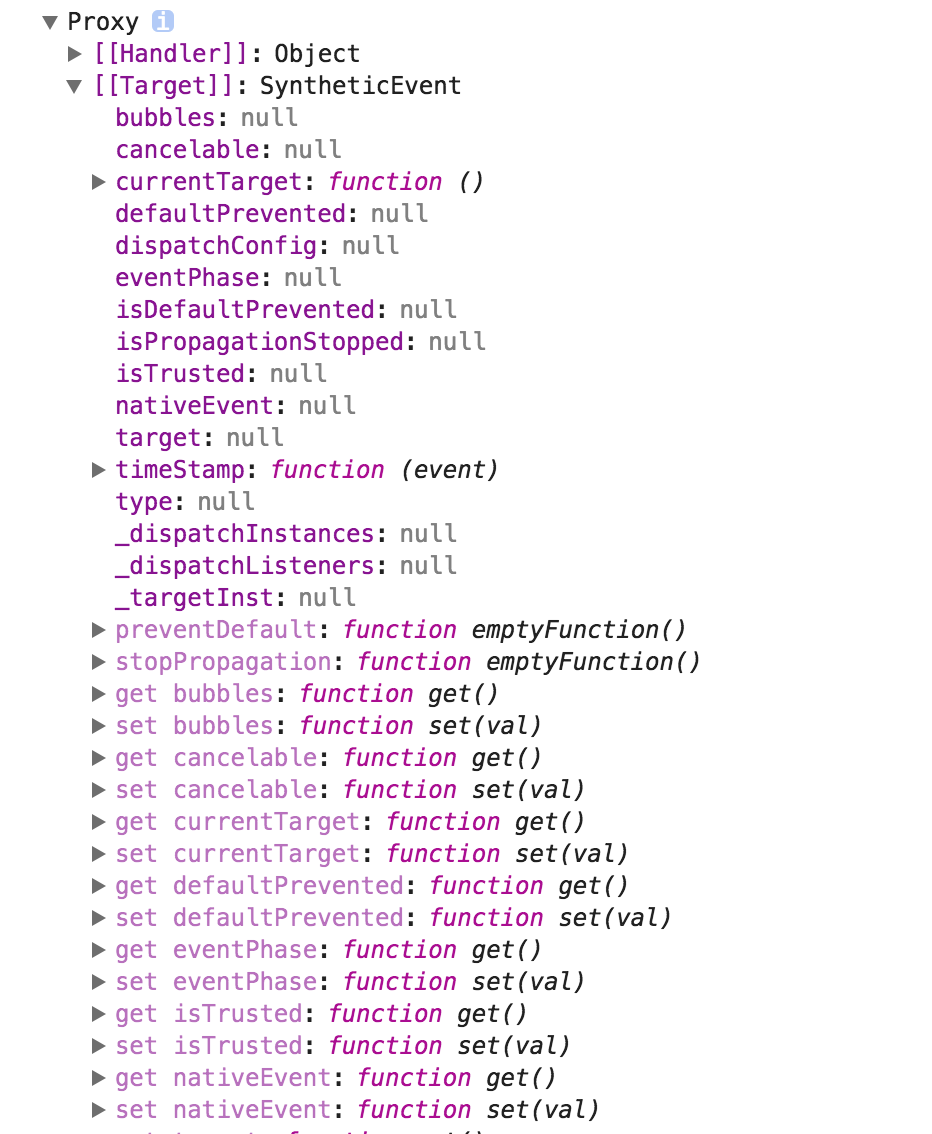 Proxy i
[[Handler]]: Object
[[Target]]: SyntheticEvent
bubbles: null
cancelable: null
currentTarget: function ()
defaultPrevented: null
dispatchConfig: null
eventPhase: null
isDefaultPrevented: null
isPropagationStopped: null
isTrusted: null
nativeEvent: null
target: null
timeStamp: function (event)
type: null
_dispatchInstances: null
_dispatchListeners: null
_targetInst: null
preventDefault: function emptyFunction()
stopPropagation: function emptyFunction()
get bubbles: function get()
set bubbles: function set(val)
get cancelable: function get()
set cancelable: function set(val)
get currentTarget: function get()
set currentTarget: function set(val)
get defaultPrevented: function get()
set defaultPrevented: function set(val)
get eventPhase: function get()
set eventPhase: function set(val)
get isTrusted: function get()
set isTrusted: function set(val)
get nativeEvent: function get()
set nativeEvent: function set(val)